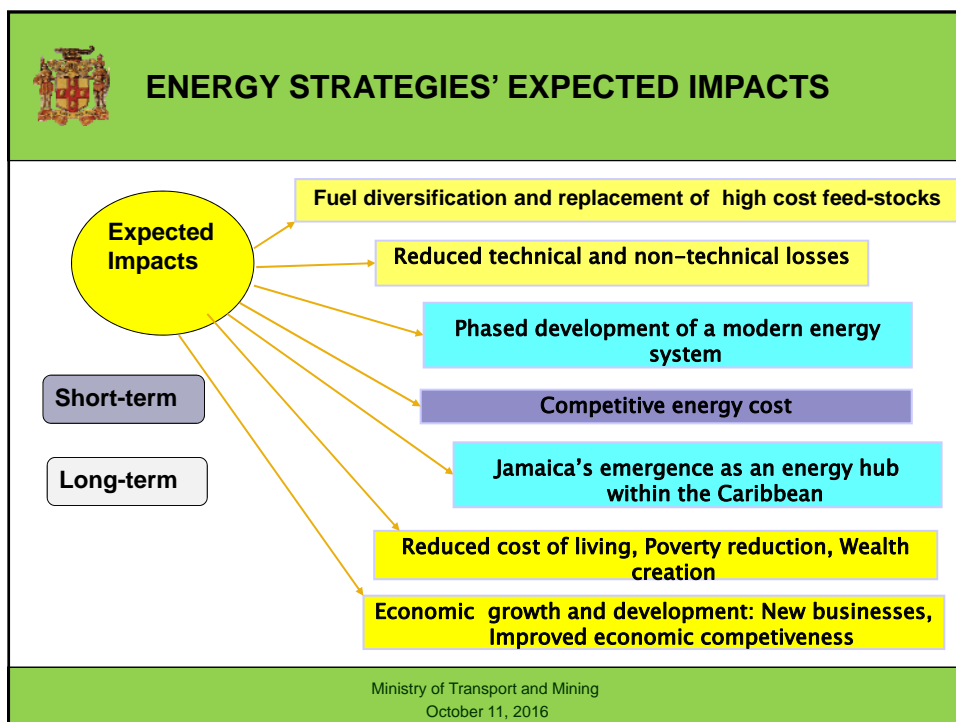 ENERGY STRATEGIES’ EXPECTED IMPACTS
Expected
Impacts
Fuel diversification and replacement of high cost feed-stocks
Reduced technical and non-technical losses
Phased development of a modern energy
system
Short-term
Competitive energy cost
Long-term
Jamaica’s emergence as an energy hub
within the Caribbean
Reduced cost of living, Poverty reduction, Wealth
creation
Economic growth and development: New businesses,
Improved economic competiveness
Ministry of Transport and Mining
October 11, 2016